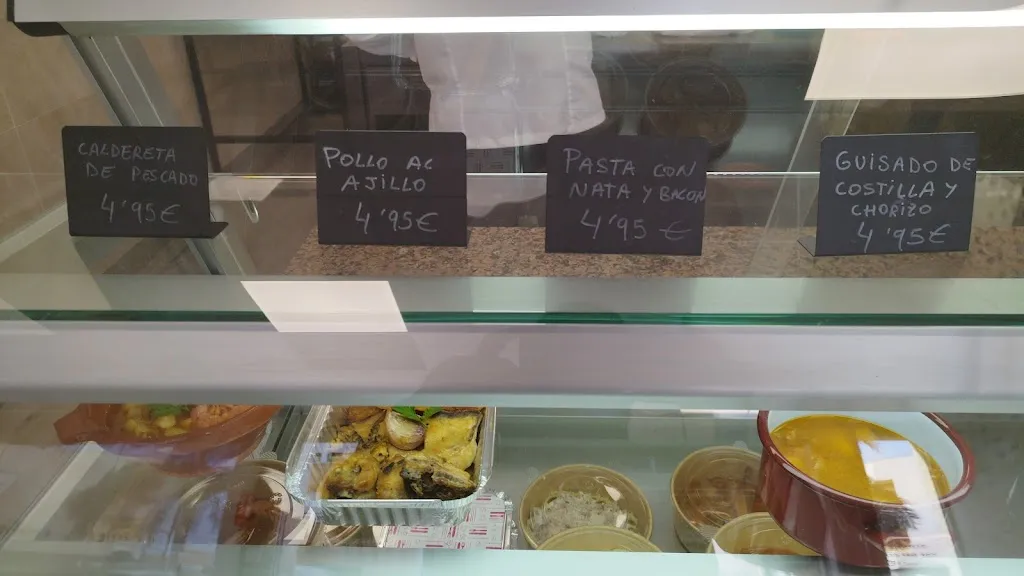 CALDERETA
DE PESCADO
4'95€
POLLO AL
AJILLO
4'95€
PASTA CON
NATA Y BACON
4'95 €
GUISADO DE
COSTILLA Y
CHORIZO
4'95€